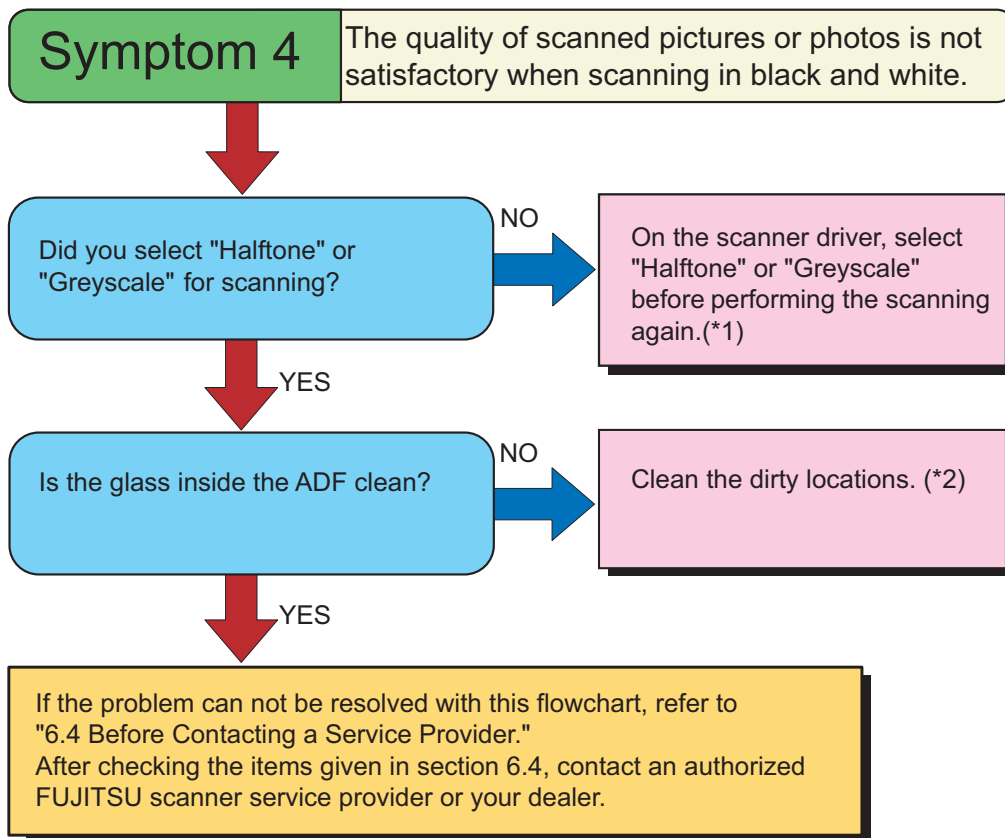 Symptom 4
The quality of scanned pictures or photos is not
satisfactory when scanning in black and white.
Did you select "Halftone" or
"Greyscale" for scanning?
NO
On the scanner driver, select
"Halftone" or "Greyscale"
before performing the scanning
again.(*1)
YES
Is the glass inside the ADF clean?
NO
Clean the dirty locations. (*2)
YES
If the problem can not be resolved with this flowchart, refer to
"6.4 Before Contacting a Service Provider."
After checking the items given in section 6.4, contact an authorized
FUJITSU scanner service provider or your dealer.